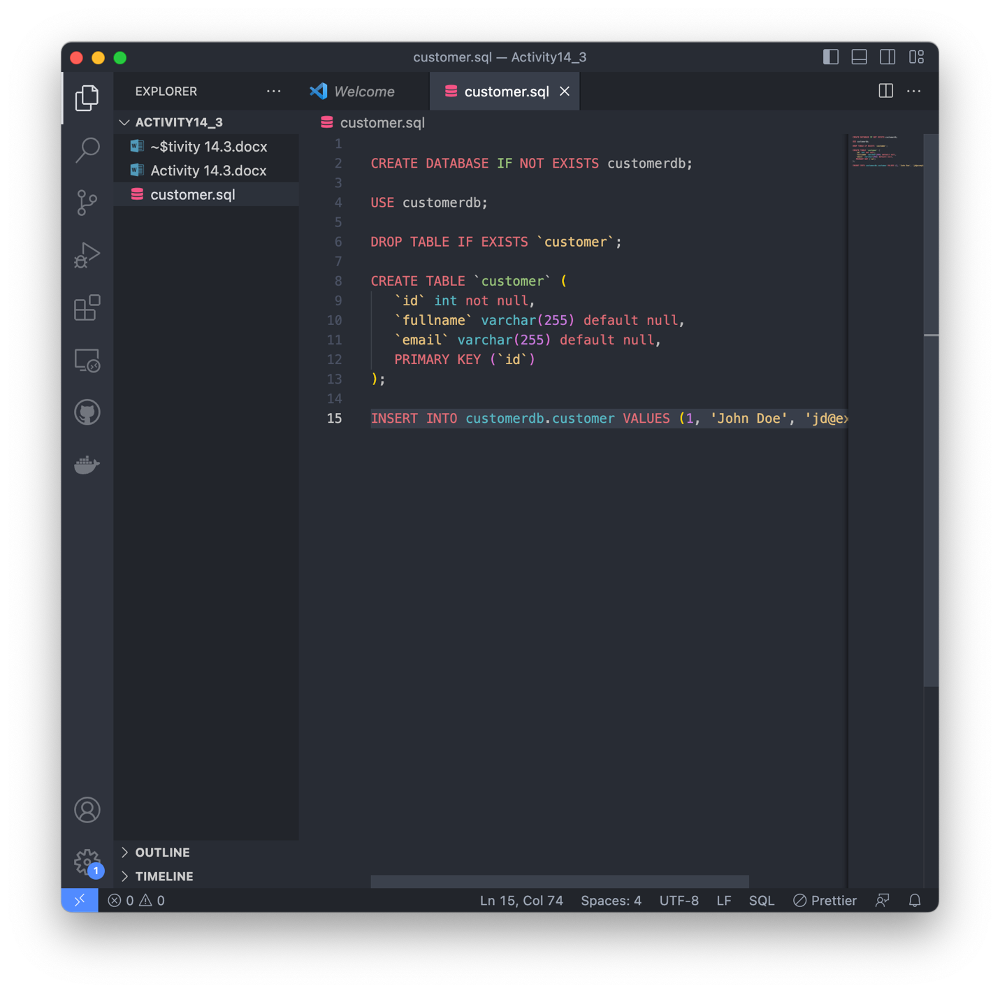 customer.sql — Activity14_3
EXPLORER
Welcome
customer.sql
ACTIVITY14_3
customer.sql
~$tivity 14.3.docx
Activity 14.3.docx
customer.sql
1
2 CREATE DATABASE IF NOT EXISTS customerdb;
3
4 USE customerdb;
5
6 DROP TABLE IF EXISTS `customer`;
7
8 CREATE TABLE `customer` (
9 `id` int not null,
10 `fullname` varchar(255) default null,
11 `email` varchar(255) default null,
12 PRIMARY KEY (`id`)
13 );
14
15 INSERT INTO customerdb.customer VALUES (1, 'John Doe', 'jd@ex
OUTLINE
TIMELINE
1
0 0 Ln 15, Col 74 Spaces: 4 UTF-8 LF SQL Prettier